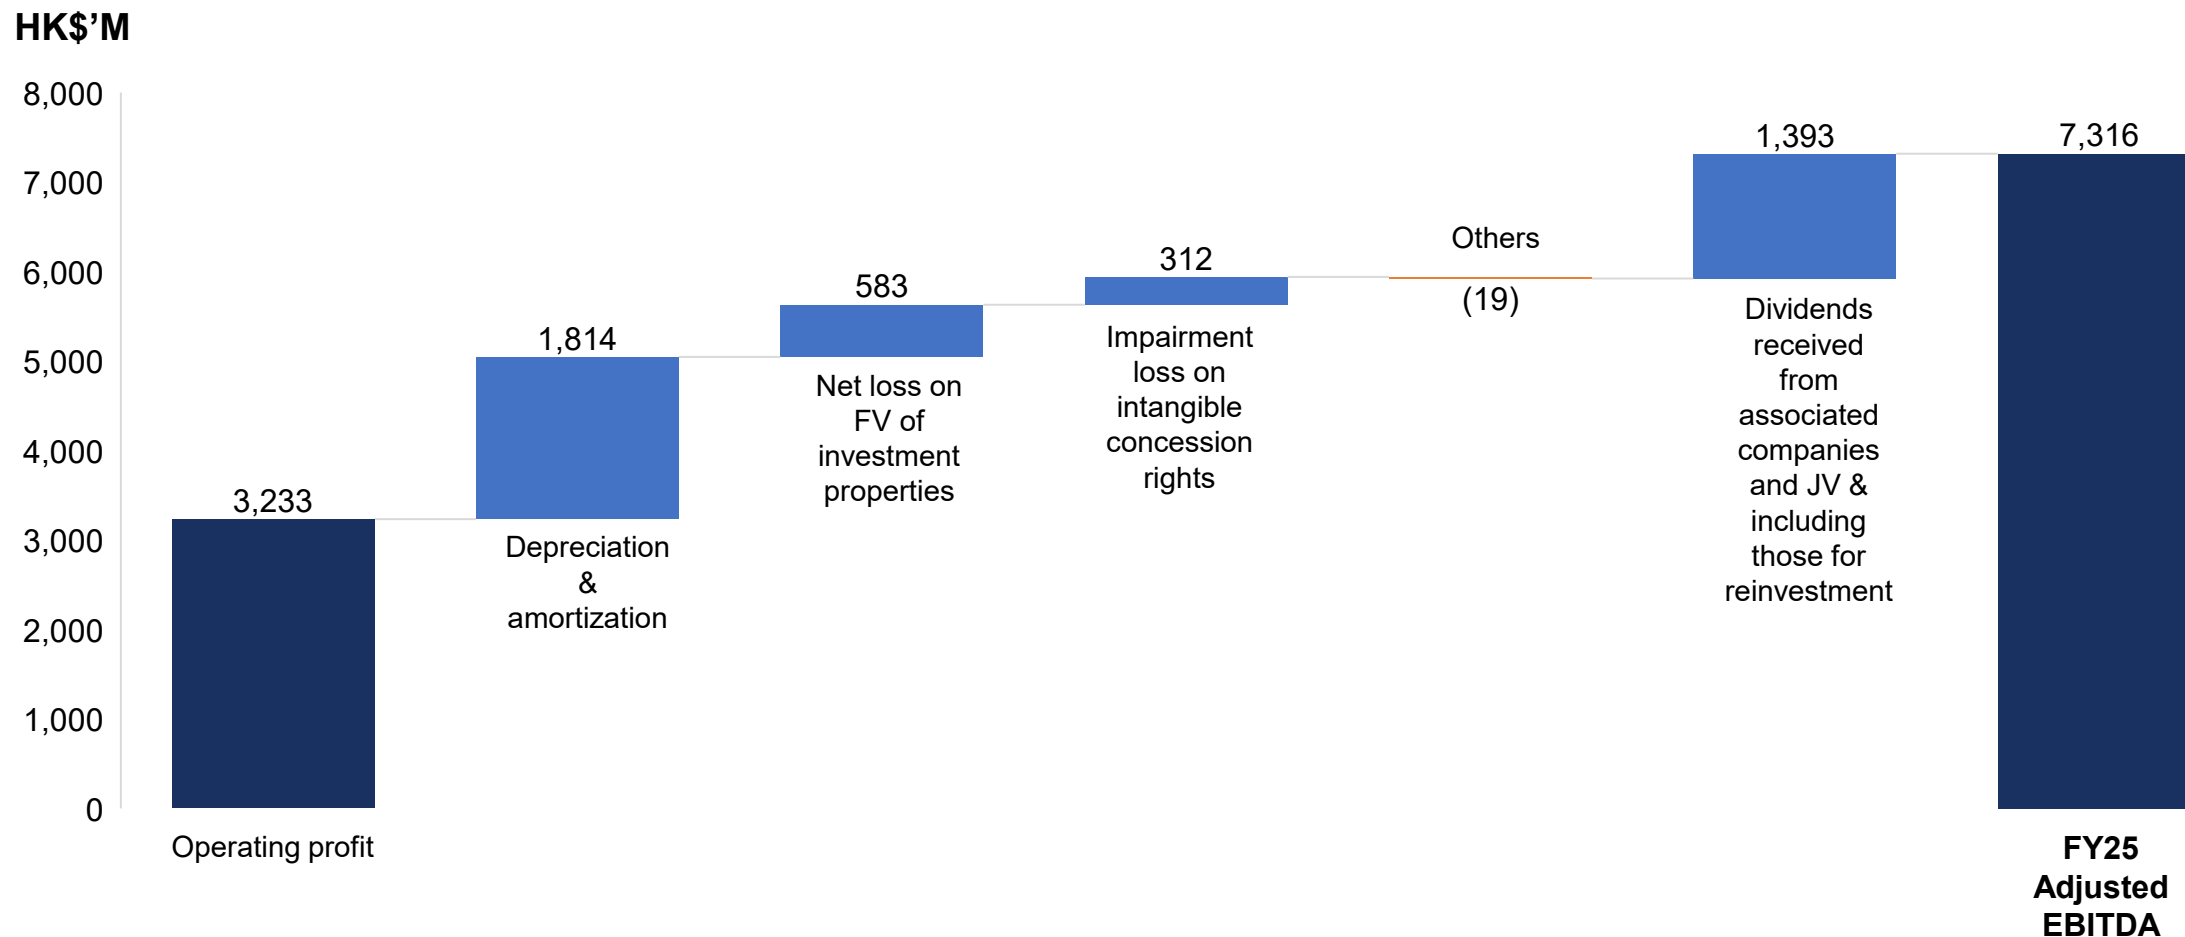 HK$’M
8,000
7,000
6,000
5,000
4,000
3,000
2,000
1,000
0
3,233
Operating profit
1,814
Depreciation
&
amortization
583
Net loss on
FV of
investment
properties
312
Impairment
loss on
intangible
concession
rights
Others
(19)
1,393
Dividends
received
from
associated
companies
and JV &
including
those for
reinvestment
7,316
FY25
Adjusted
EBITDA